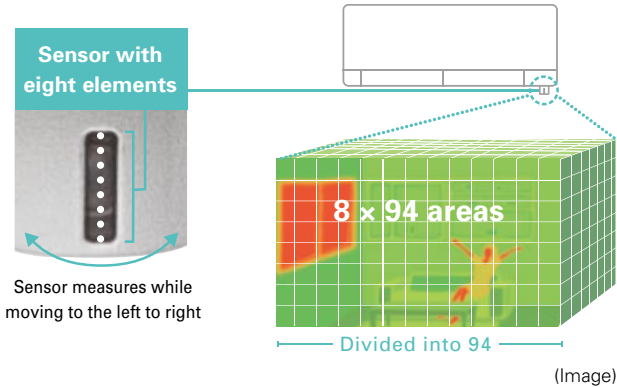 Sensor with
eight elements
8 × 94 areas
Sensor measures while
moving to the left to right
Divided into 94
(Image)